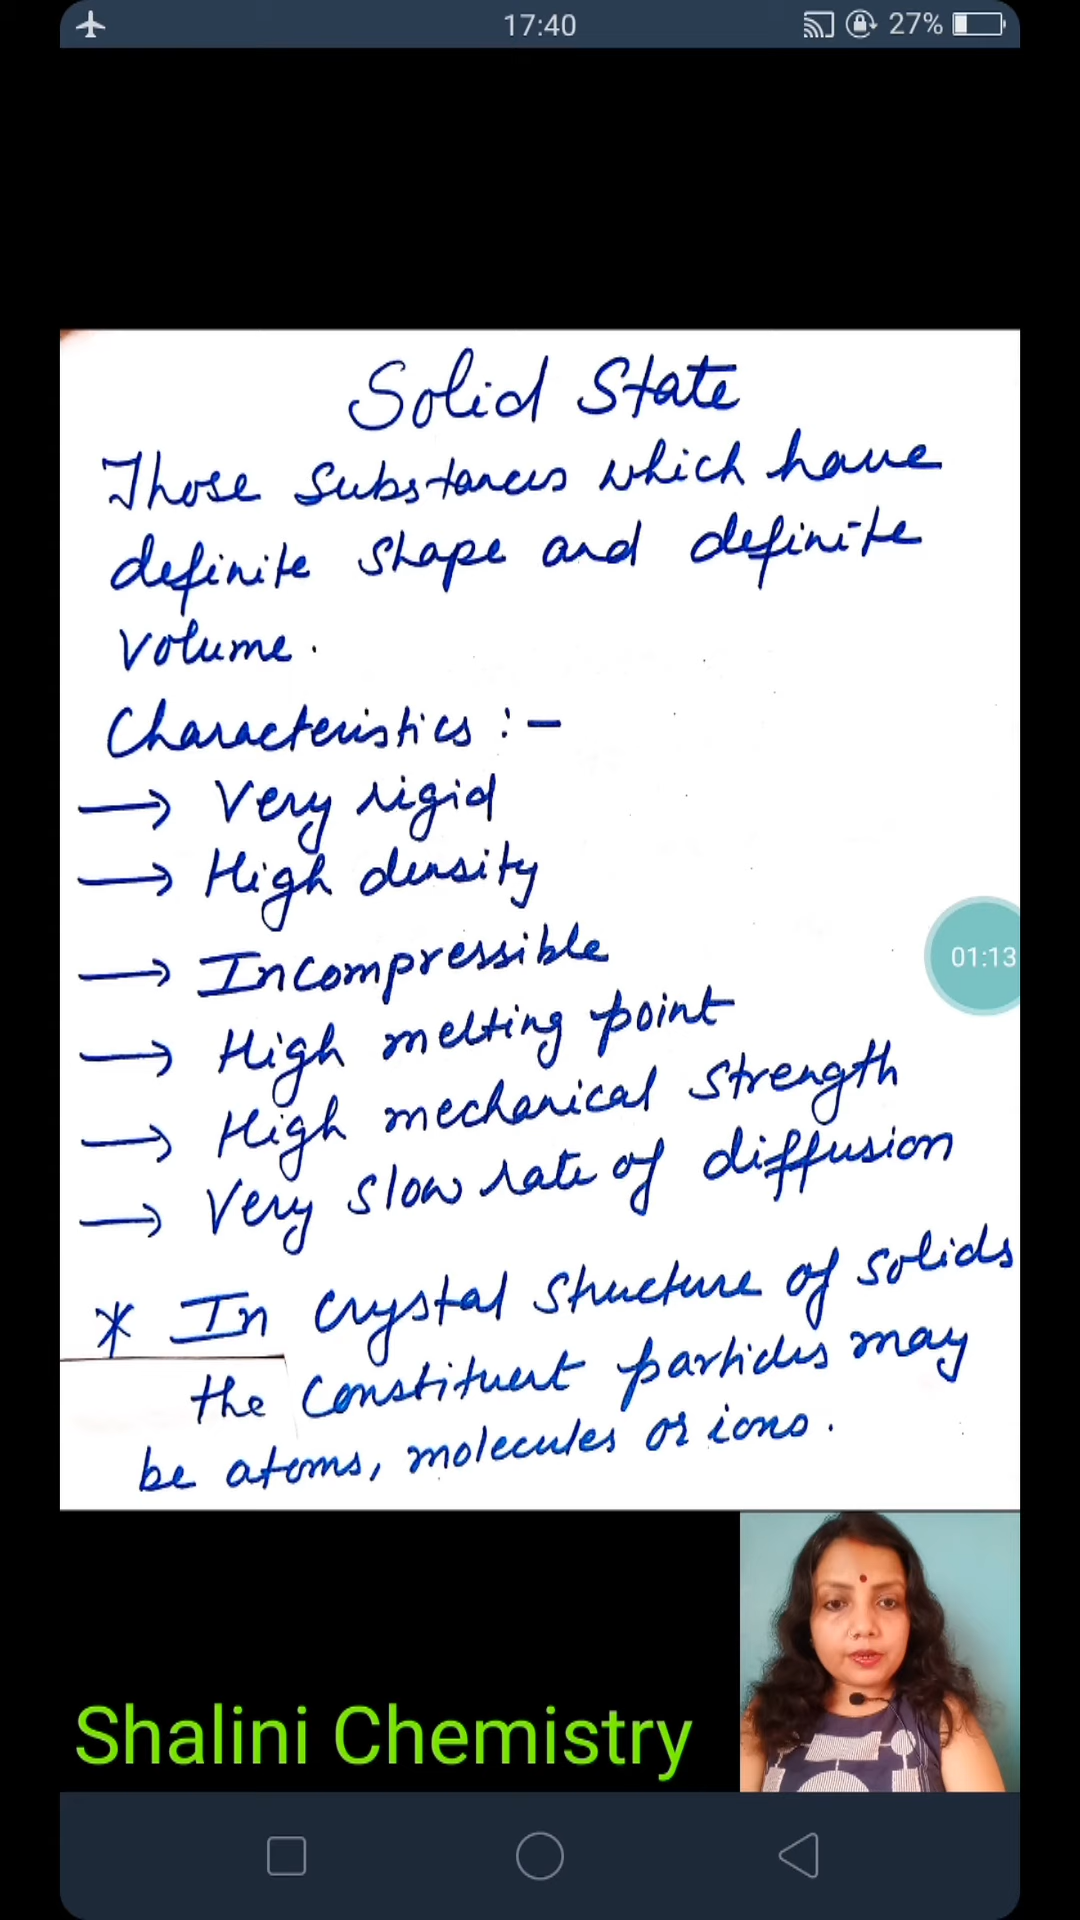 17:40
27%
Solid State
Those substances which have
definite shape and definite
volume.
Characteristics :-
→ Very rigid
→ High density
→ Incompressible
01:13
→ High melting point
→ High mechanical strength
→ Very slow rate of diffusion
* In crystal structure of solids
the constituent particles may
be atoms, molecules or ions.
Shalini Chemistry